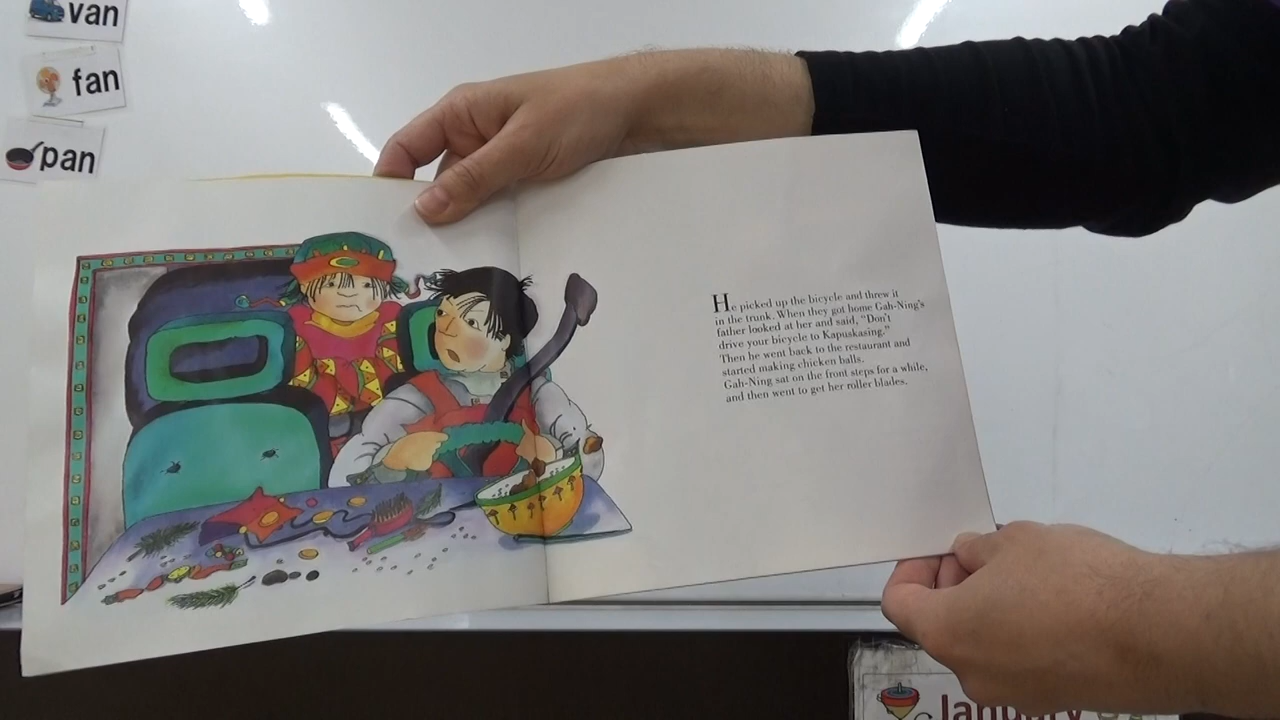 van
fan
pan
He picked up the bicycle and threw it
in the trunk. When they got home Gah-Ning's
father looked at her and said, "Don't
drive your bicycle to Kapuskasing."
Then he went back to the restaurant and
started making chicken balls.
Gah-Ning sat on the front steps for a while,
and then went to get her roller blades.
January